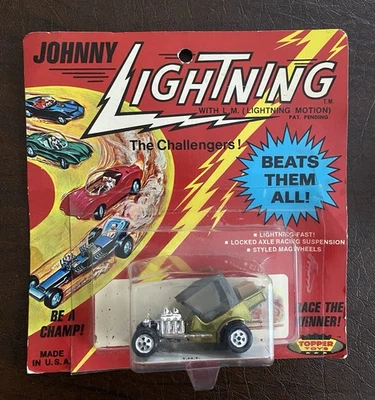 JOHNNY
LIGHTNING
T.M.
WITH L.M. (LIGHTNING MOTION)
PAT. PENDING
The Challengers!
BEATS
THEM
ALL!
• LIGHTNING-FAST!
• LOCKED AXLE RACING SUSPENSION
• STYLED MAG WHEELS
BE A
CHAMP!
RACE THE
WINNER!
MADE IN
U.S.A.
TOPPER
TOYS